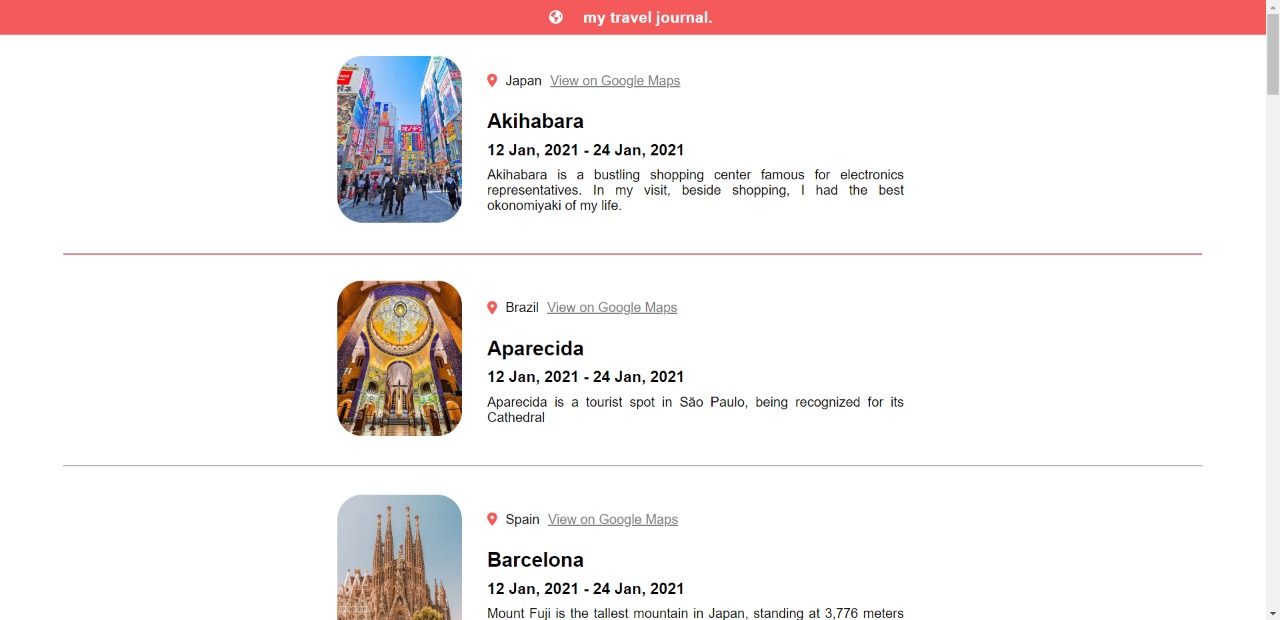 my travel journal.
Japan View on Google Maps
Akihabara
12 Jan, 2021 - 24 Jan, 2021
Akihabara is a bustling shopping center famous for electronics
representatives. In my visit, beside shopping, I had the best
okonomiyaki of my life.
Brazil View on Google Maps
Aparecida
12 Jan, 2021 - 24 Jan, 2021
Aparecida is a tourist spot in São Paulo, being recognized for its
Cathedral
Spain View on Google Maps
Barcelona
12 Jan, 2021 - 24 Jan, 2021
Mount Fuji is the tallest mountain in Japan, standing at 3,776 meters